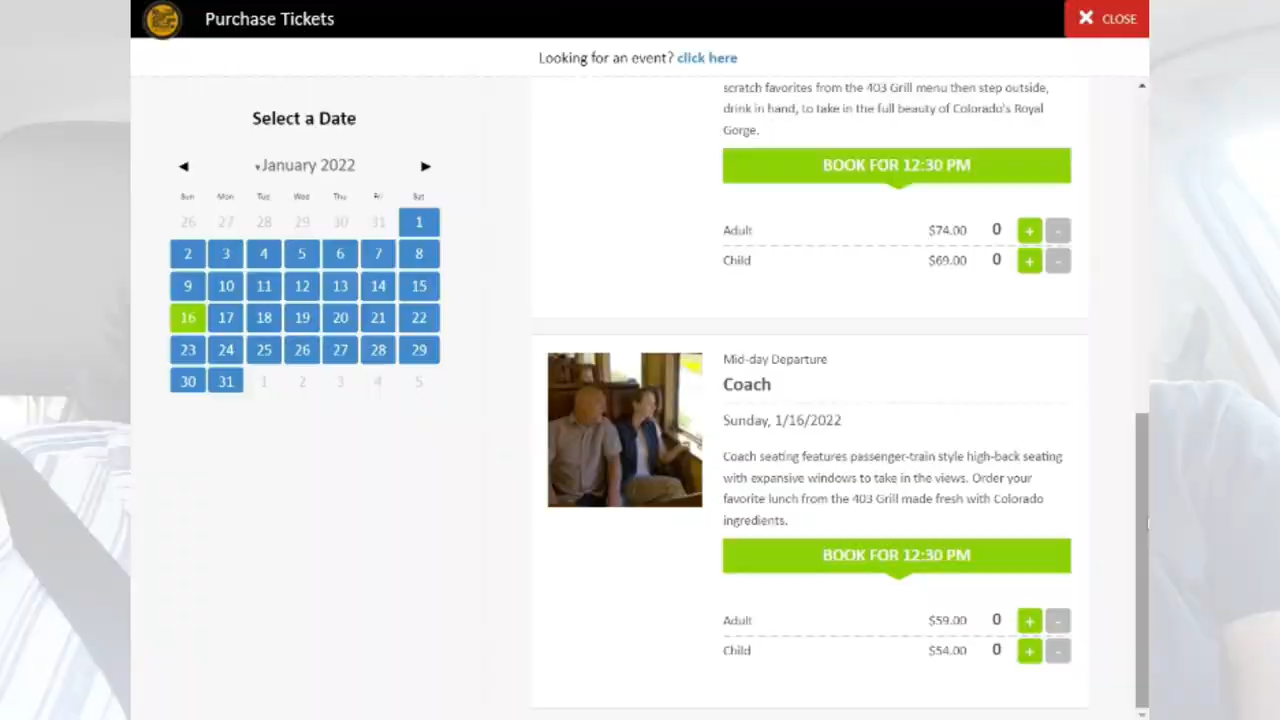 Purchase Tickets
✖ CLOSE
Looking for an event? click here
Select a Date
◀ ▾January 2022 ▶
Sun Mon Tue Wed Thu Fri Sat
26 27 28 29 30 31 1
2 3 4 5 6 7 8
9 10 11 12 13 14 15
16 17 18 19 20 21 22
23 24 25 26 27 28 29
30 31 1 2 3 4 5
scratch favorites from the 403 Grill menu then step outside,
drink in hand, to take in the full beauty of Colorado's Royal
Gorge.
BOOK FOR 12:30 PM
Adult $74.00 0 + -
Child $69.00 0 + -
Mid-day Departure
Coach
Sunday, 1/16/2022
Coach seating features passenger-train style high-back seating
with expansive windows to take in the views. Order your
favorite lunch from the 403 Grill made fresh with Colorado
ingredients.
BOOK FOR 12:30 PM
Adult $59.00 0 + -
Child $54.00 0 + -